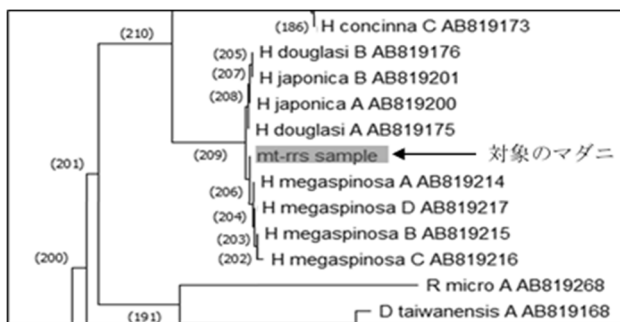 (186) H concinna C AB819173
(210)
(205) H douglasi B AB819176
(207) H japonica B AB819201
(208) H japonica A AB819200
H douglasi A AB819175
(209) mt-rrs sample 対象のマダニ
(201)
(206) H megaspinosa A AB819214
(204) H megaspinosa D AB819217
(203) H megaspinosa B AB819215
(202) H megaspinosa C AB819216
(200)
R micro A AB819268
(191) D taiwanensis A AB819168